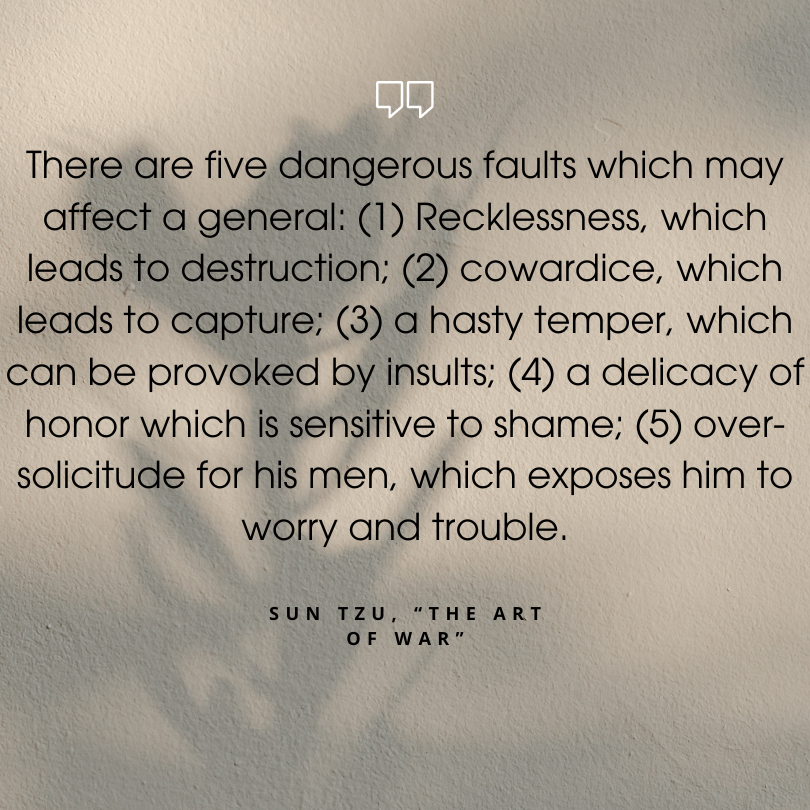 There are five dangerous faults which may
affect a general: (1) Recklessness, which
leads to destruction; (2) cowardice, which
leads to capture; (3) a hasty temper, which
can be provoked by insults; (4) a delicacy of
honor which is sensitive to shame; (5) over-
solicitude for his men, which exposes him to
worry and trouble.
SUN TZU, “THE ART
OF WAR”